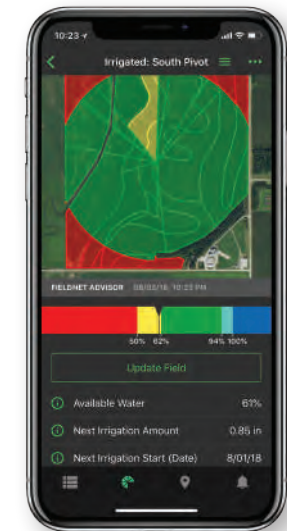 10:23
Irrigated: South Pivot
FIELDNET ADVISOR 08/03/18, 10:23 PM
50% 62% 94% 100%
Update Field
Available Water 61%
Next Irrigation Amount 0.85 in
Next Irrigation Start (Date) 8/01/18